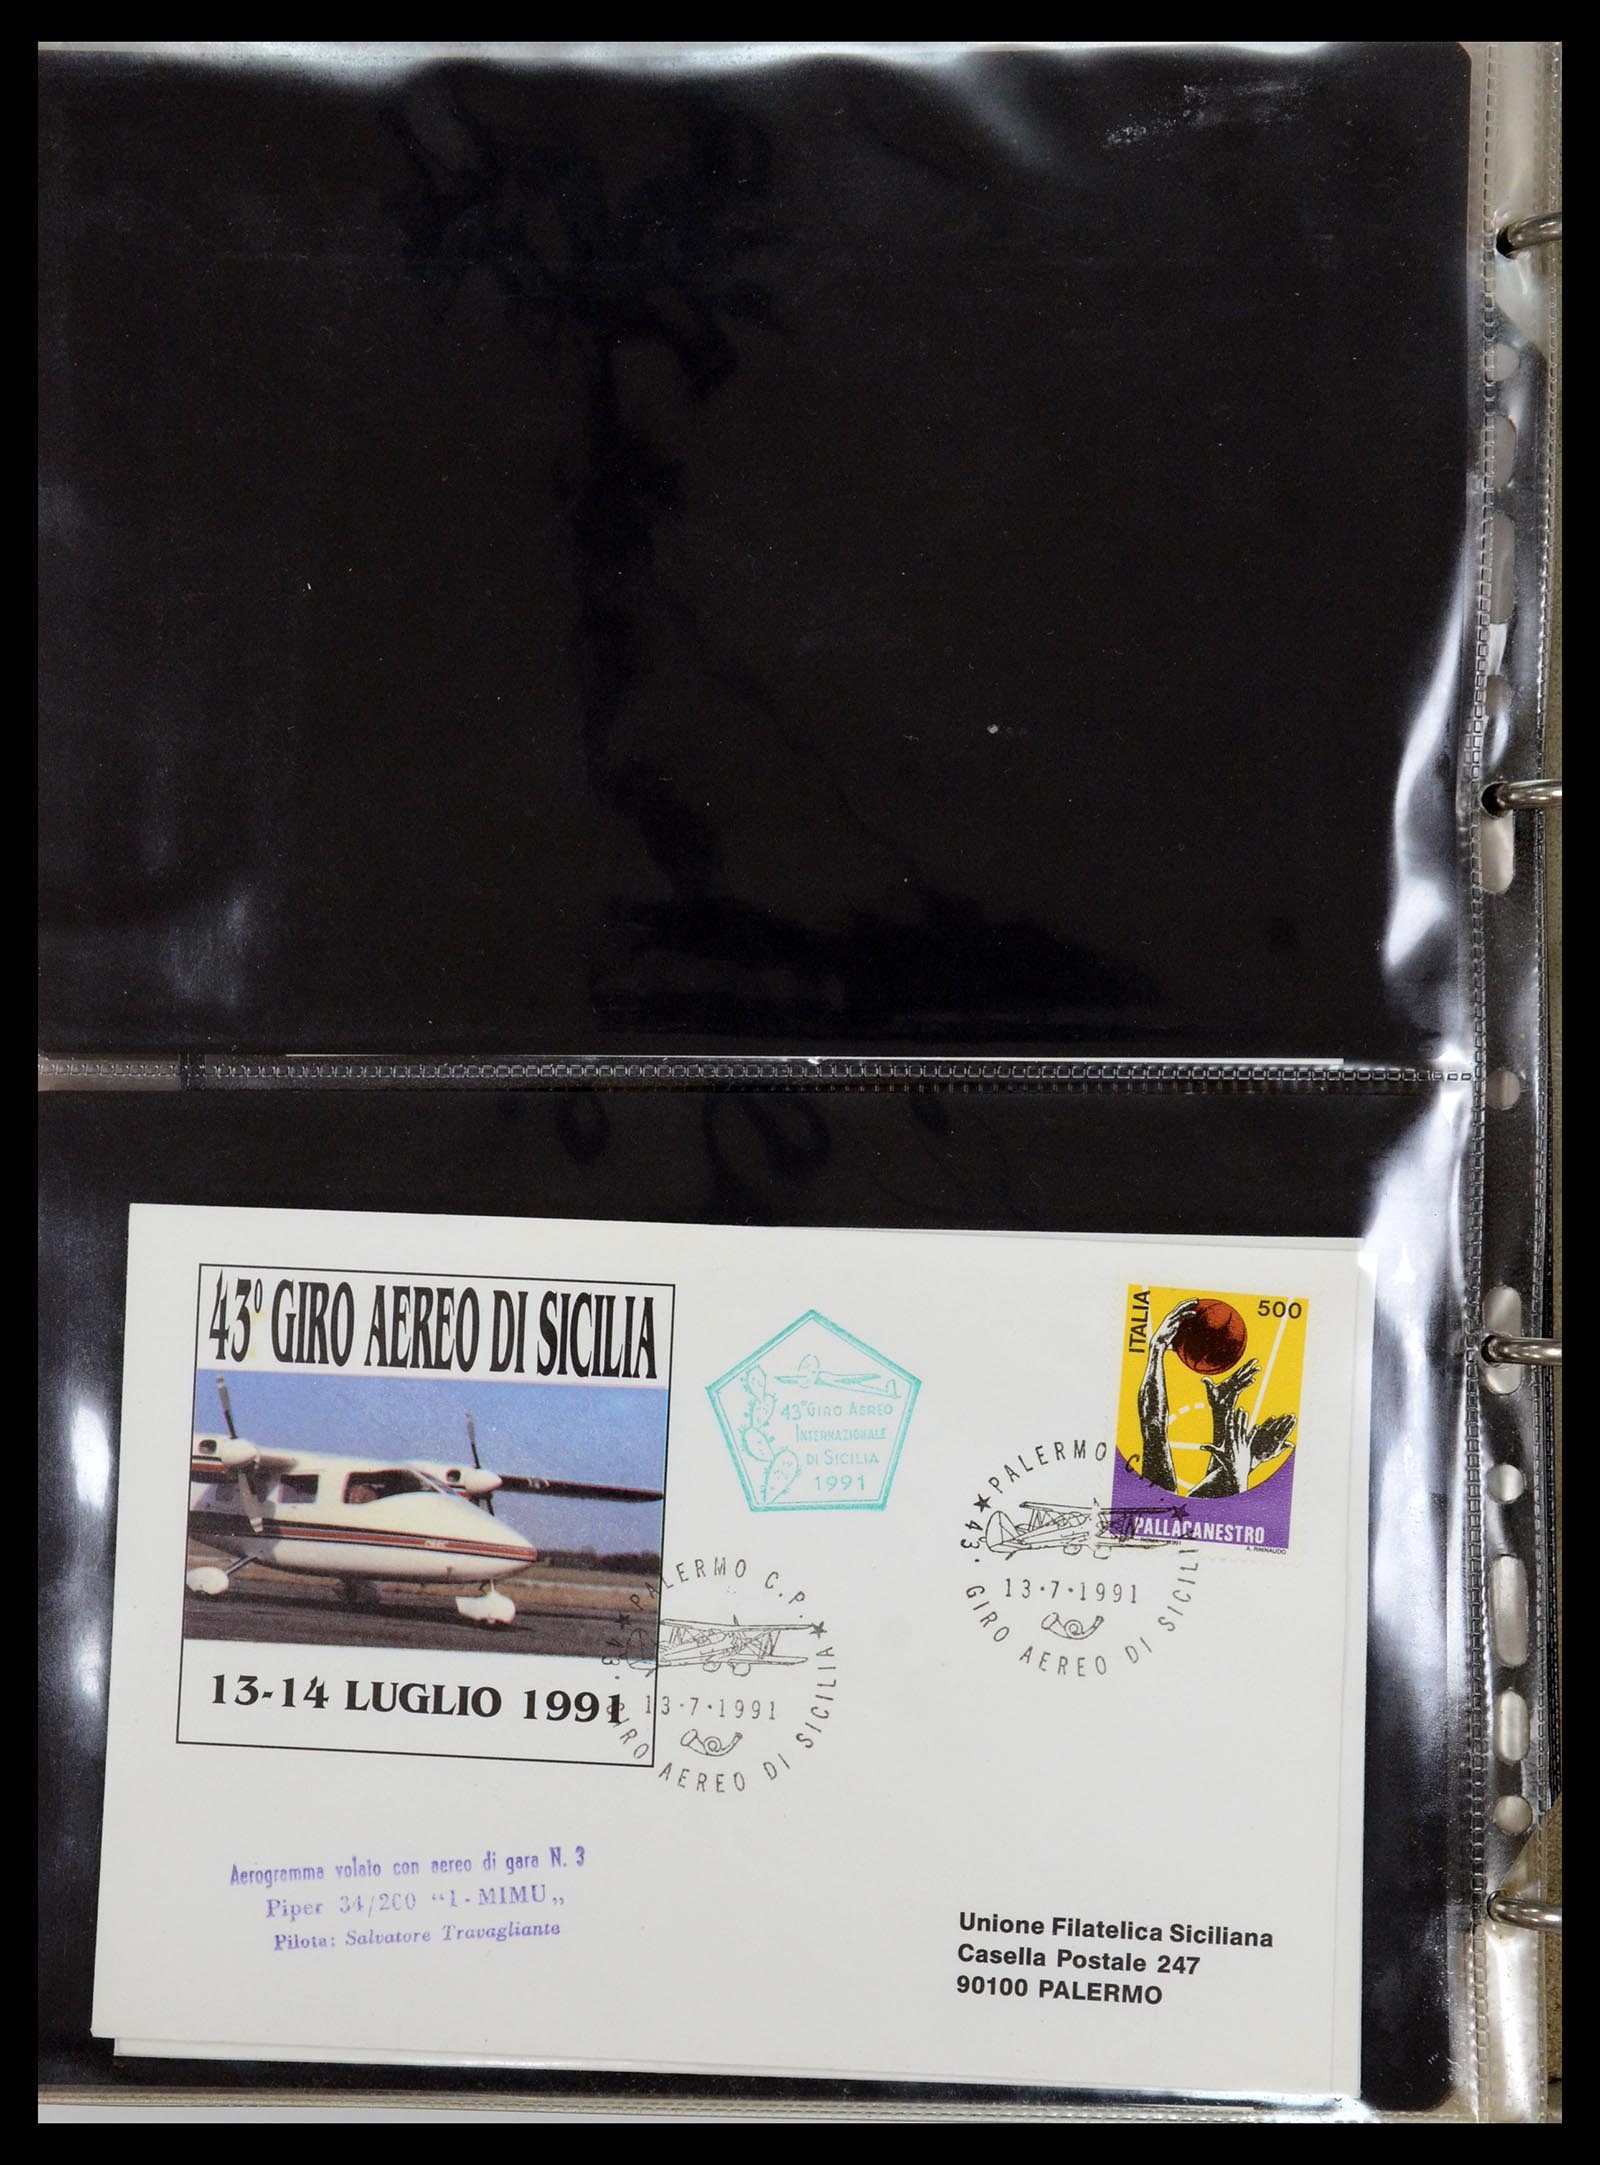 43° GIRO AEREO DI SICILIA
13-14 LUGLIO 1991
43° GIRO AEREO
INTERNAZIONALE
DI SICILIA
1991
ITALIA
500
PALLACANESTRO
A. RINNAUDO
★ PALERMO C.P. ★
13·7·1991
43. GIRO AEREO DI SICILIA
★ PALERMO C.P. ★
13·7·1991
43. GIRO AEREO DI SICILIA
Aerogramma volato con aereo di gara N. 3
Piper 34/200 “I-MIMU„
Pilota: Salvatore Travagliante
Unione Filatelica Siciliana
Casella Postale 247
90100 PALERMO